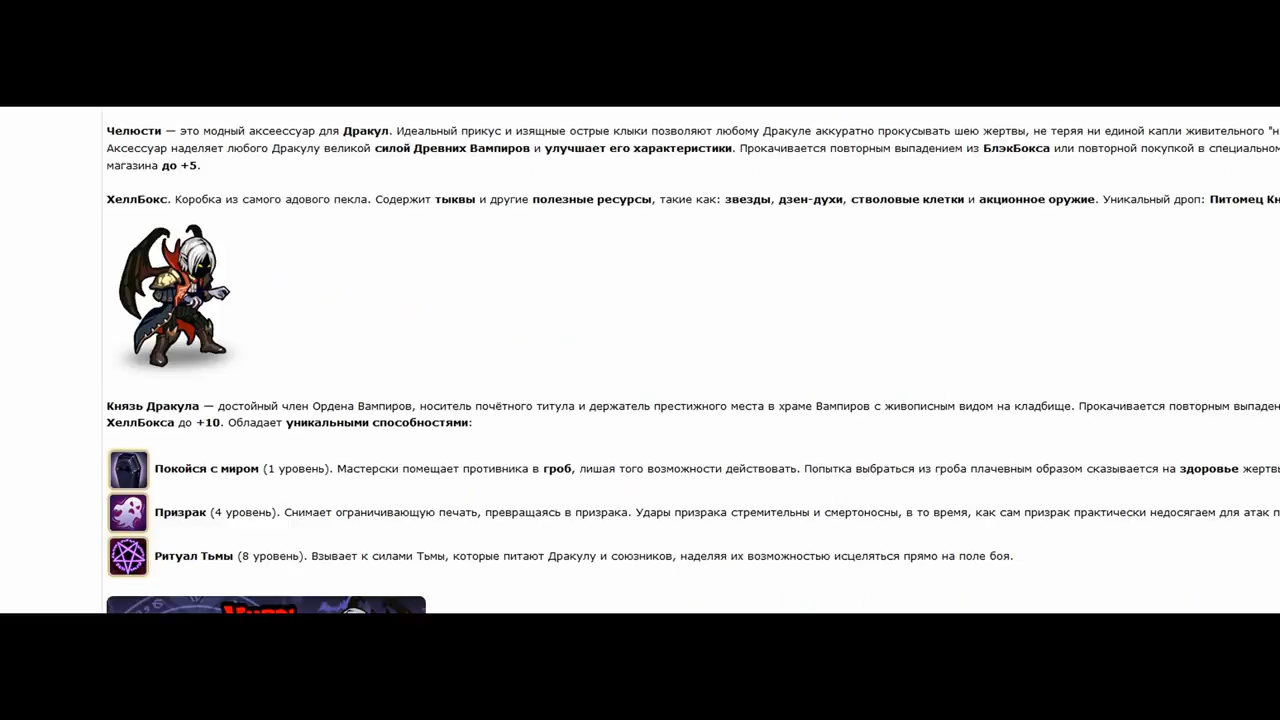 Челюсти — это модный аксеессуар для Дракул. Идеальный прикус и изящные острые клыки позволяют любому Дракуле аккуратно прокусывать шею жертвы, не теряя ни единой капли живительного "н
Аксессуар наделяет любого Дракулу великой силой Древних Вампиров и улучшает его характеристики. Прокачивается повторным выпадением из БлэкБокса или повторной покупкой в специальном
магазина до +5.
ХеллБокс. Коробка из самого адового пекла. Содержит тыквы и другие полезные ресурсы, такие как: звезды, дзен-духи, стволовые клетки и акционное оружие. Уникальный дроп: Питомец Кн
Князь Дракула — достойный член Ордена Вампиров, носитель почётного титула и держатель престижного места в храме Вампиров с живописным видом на кладбище. Прокачивается повторным выпаден
ХеллБокса до +10. Обладает уникальными способностями:
Покойся с миром (1 уровень). Мастерски помещает противника в гроб, лишая того возможности действовать. Попытка выбраться из гроба плачевным образом сказывается на здоровье жертвы
Призрак (4 уровень). Снимает ограничивающую печать, превращаясь в призрака. Удары призрака стремительны и смертоносны, в то время, как сам призрак практически недосягаем для атак п
Ритуал Тьмы (8 уровень). Взывает к силами Тьмы, которые питают Дракулу и союзников, наделяя их возможностью исцеляться прямо на поле боя.